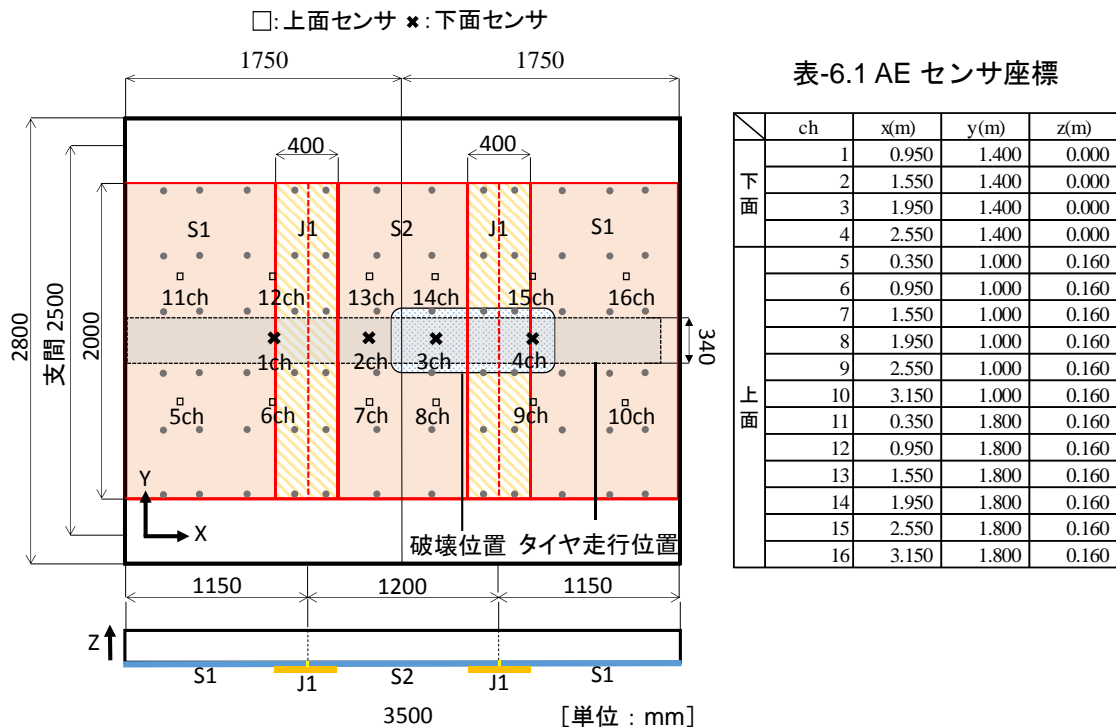 □: 上面センサ ✖: 下面センサ
1750 1750
400 400
S1 J1 S2 J1 S1
11ch 12ch 13ch 14ch 15ch 16ch
1ch 2ch 3ch 4ch
5ch 6ch 7ch 8ch 9ch 10ch
2800
支間 2500
2000
340
Y
X
破壊位置 タイヤ走行位置
1150 1200 1150
Z
S1 J1 S2 J1 S1
3500 [単位：mm]
表-6.1 AE センサ座標
ch x(m) y(m) z(m)
下面
1 0.950 1.400 0.000
2 1.550 1.400 0.000
3 1.950 1.400 0.000
4 2.550 1.400 0.000
上面
5 0.350 1.000 0.160
6 0.950 1.000 0.160
7 1.550 1.000 0.160
8 1.950 1.000 0.160
9 2.550 1.000 0.160
10 3.150 1.000 0.160
11 0.350 1.800 0.160
12 0.950 1.800 0.160
13 1.550 1.800 0.160
14 1.950 1.800 0.160
15 2.550 1.800 0.160
16 3.150 1.800 0.160